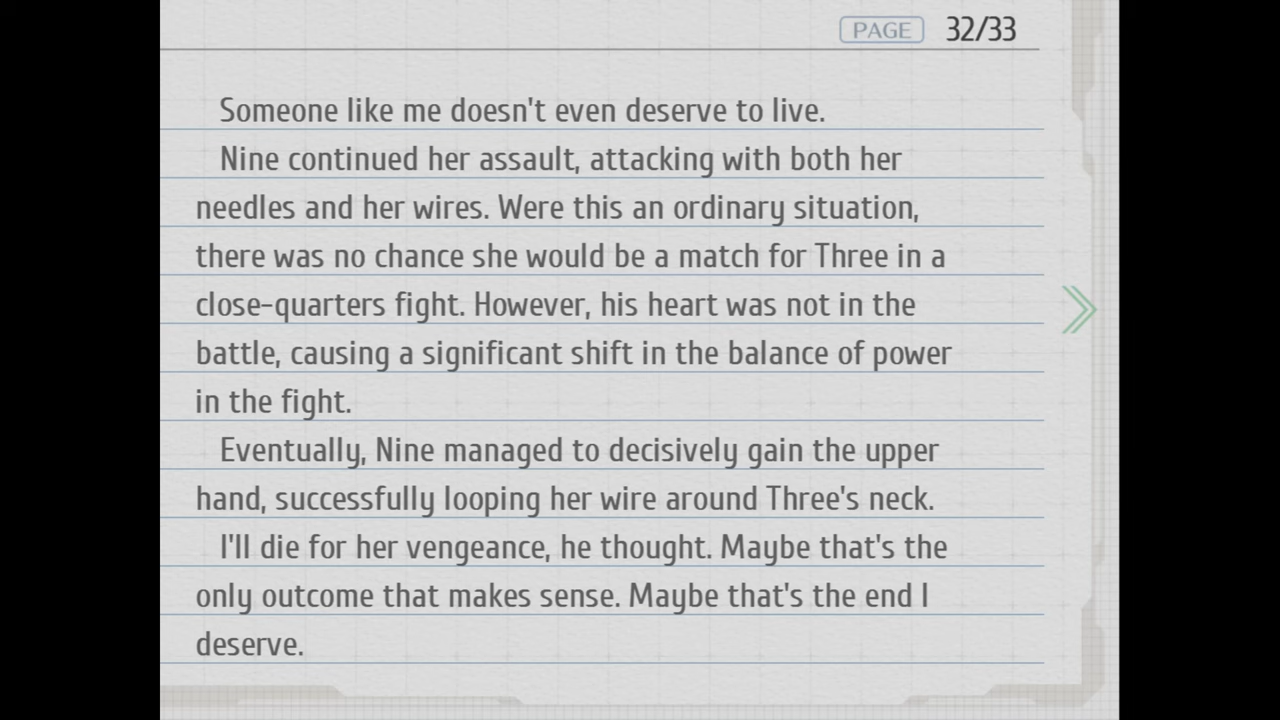 PAGE 32/33
Someone like me doesn't even deserve to live.
Nine continued her assault, attacking with both her
needles and her wires. Were this an ordinary situation,
there was no chance she would be a match for Three in a
close-quarters fight. However, his heart was not in the
battle, causing a significant shift in the balance of power
in the fight.
Eventually, Nine managed to decisively gain the upper
hand, successfully looping her wire around Three's neck.
I'll die for her vengeance, he thought. Maybe that's the
only outcome that makes sense. Maybe that's the end I
deserve.